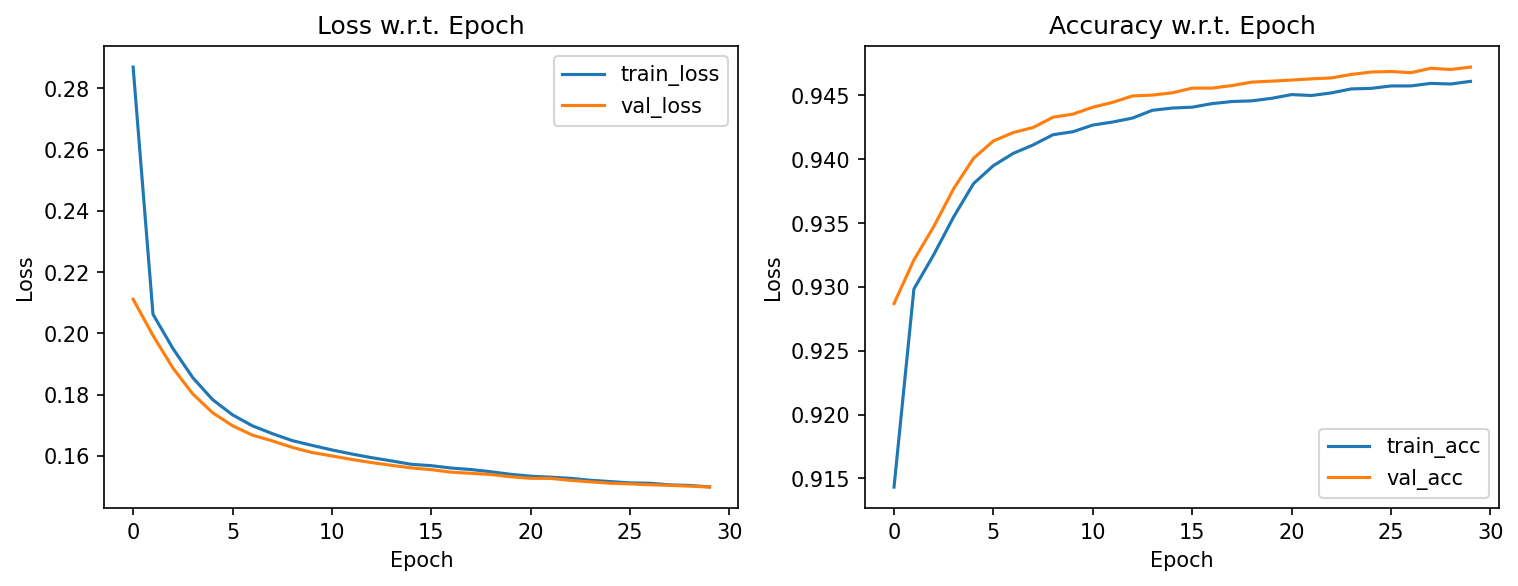 Loss w.r.t. Epoch
train_loss
val_loss
0.28
0.26
0.24
0.22
0.20
0.18
0.16
Loss
0 5 10 15 20 25 30
Epoch
Accuracy w.r.t. Epoch
0.945
0.940
0.935
0.930
0.925
0.920
0.915
Loss
train_acc
val_acc
0 5 10 15 20 25 30
Epoch